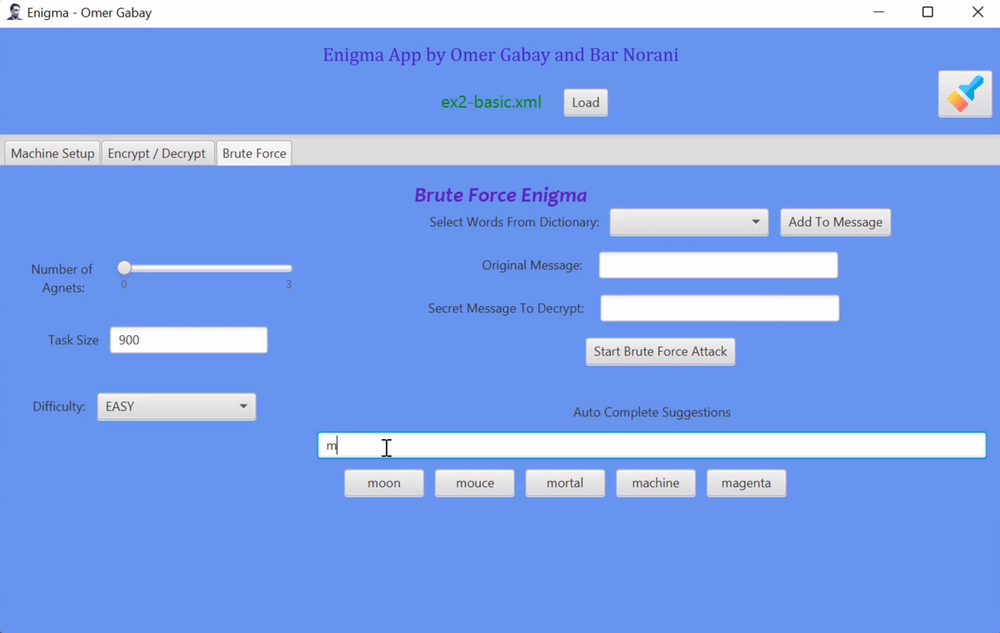 Enigma - Omer Gabay
Enigma App by Omer Gabay and Bar Norani
ex2-basic.xml Load
Machine Setup Encrypt / Decrypt Brute Force
Brute Force Enigma
Select Words From Dictionary: Add To Message
Number of
Agnets:
0 3
Original Message:
Secret Message To Decrypt:
Task Size 900
Start Brute Force Attack
Difficulty: EASY
Auto Complete Suggestions
m
moon mouce mortal machine magenta